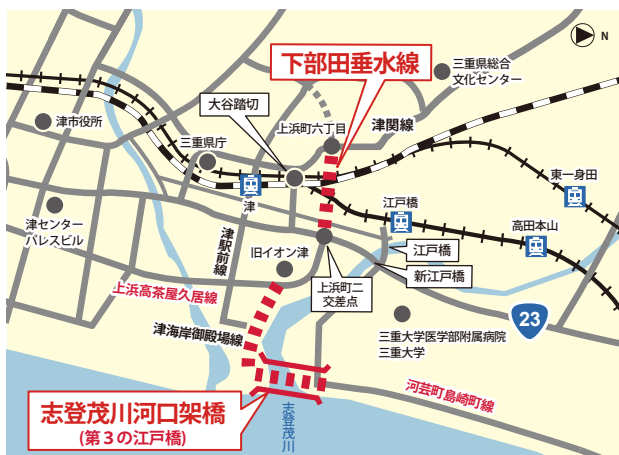 N
下部田垂水線
三重県総合
文化センター
大谷踏切
上浜町六丁目
津関線
津市役所
三重県庁
東一身田
津
江戸橋
高田本山
津センター
パレスビル
津駅前線
旧イオン津
江戸橋
新江戸橋
上浜町二
交差点
上浜高茶屋久居線
23
津海岸御殿場線
三重大学医学部附属病院
三重大学
河芸町島崎町線
志登茂川河口架橋
(第3の江戸橋)
志登茂川